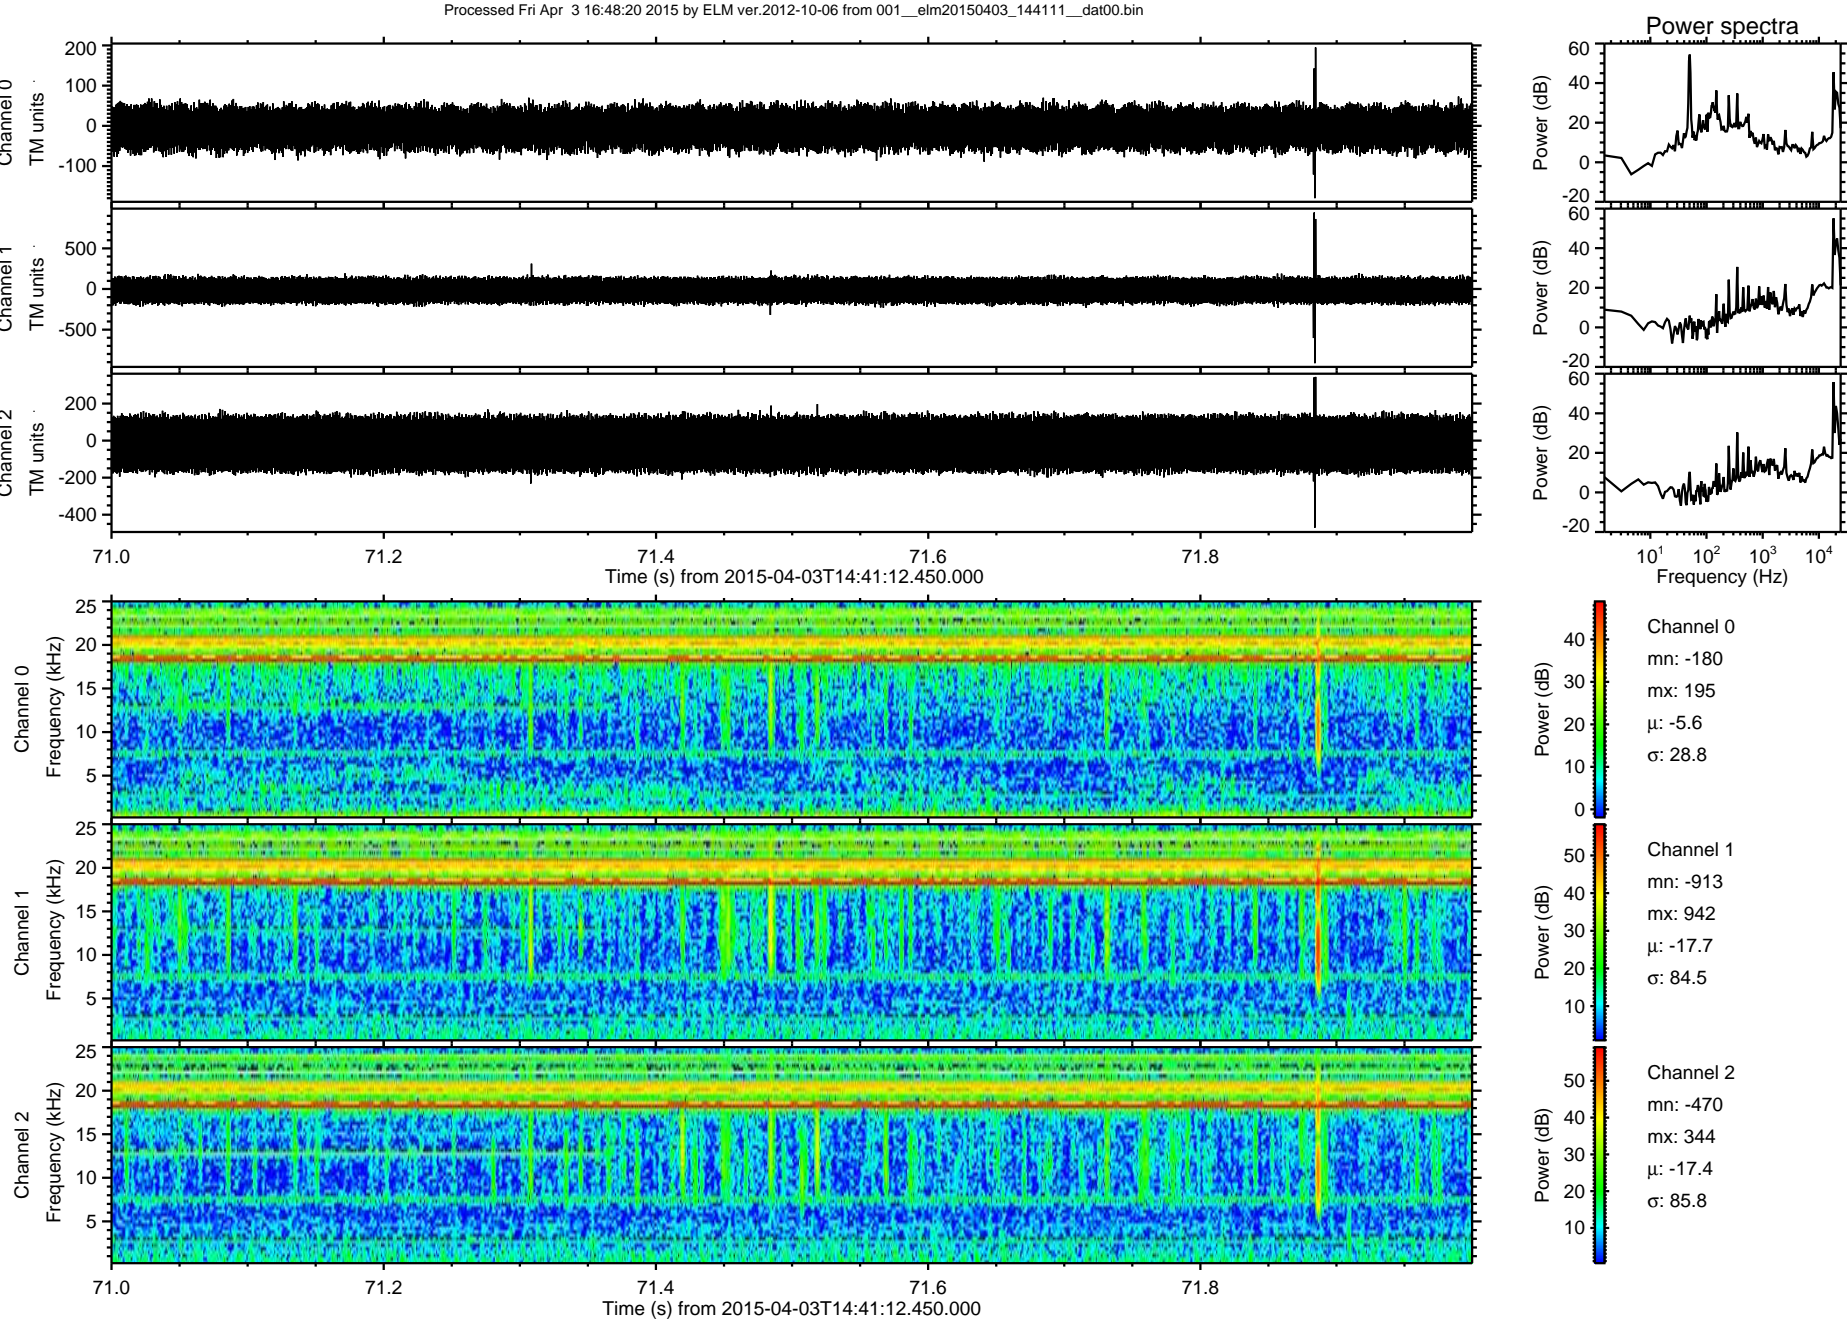 Processed Fri Apr  3 16:48:20 2015 by ELM ver.2012-10-06 from 001__elm20150403_144111__dat00.bin
Power spectra
Channel 0
TM units
200
100
0
-100
Power (dB)
60
40
20
0
-20
Channel 1
TM units
500
0
-500
Power (dB)
60
40
20
0
-20
Channel 2
TM units
200
0
-200
-400
Power (dB)
60
40
20
0
-20
71.0 71.2 71.4 71.6 71.8
Time (s) from 2015-04-03T14:41:12.450.000
10^1 10^2 10^3 10^4
Frequency (Hz)
Channel 0
Frequency (kHz)
25
20
15
10
5
Power (dB)
40
30
20
10
0
Channel 0
mn: -180
mx: 195
μ: -5.6
σ: 28.8
Channel 1
Frequency (kHz)
25
20
15
10
5
Power (dB)
50
40
30
20
10
Channel 1
mn: -913
mx: 942
μ: -17.7
σ: 84.5
Channel 2
Frequency (kHz)
25
20
15
10
5
Power (dB)
50
40
30
20
10
Channel 2
mn: -470
mx: 344
μ: -17.4
σ: 85.8
71.0 71.2 71.4 71.6 71.8
Time (s) from 2015-04-03T14:41:12.450.000